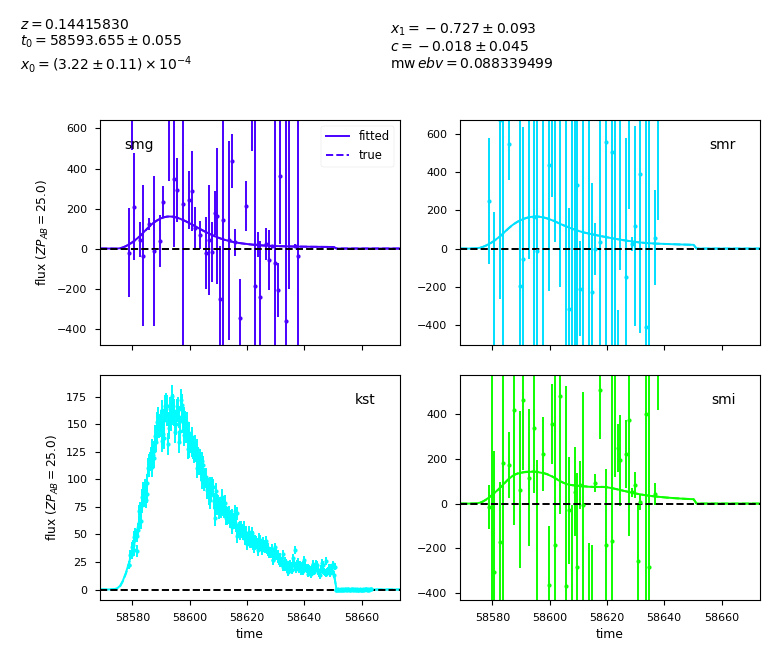 z = 0.14415830
t₀ = 58593.655 ± 0.055
x₀ = (3.22 ± 0.11) × 10⁻⁴
x₁ = −0.727 ± 0.093
c = −0.018 ± 0.045
mw ebv = 0.088339499
smg
fitted
true
600
400
200
0
−200
−400
flux (ZP_AB = 25.0)
smr
600
400
200
0
−200
−400
kst
175
150
125
100
75
50
25
0
flux (ZP_AB = 25.0)
58580 58600 58620 58640 58660
time
smi
400
200
0
−200
−400
58580 58600 58620 58640 58660
time